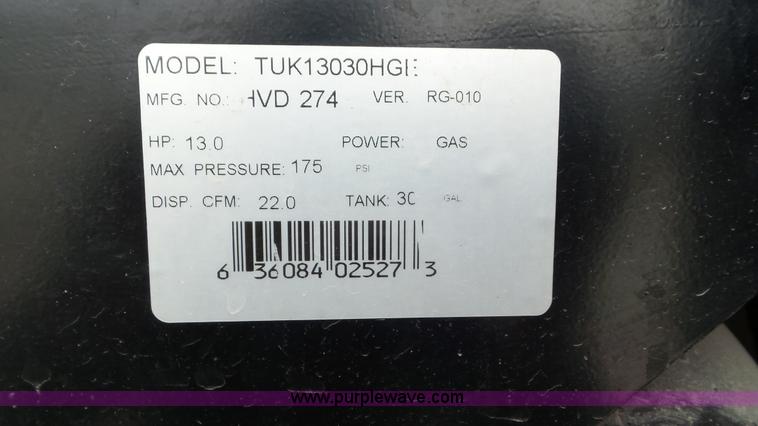 MODEL: TUK13030HGI
MFG. NO.: HVD 274 VER. RG-010
HP: 13.0 POWER: GAS
MAX PRESSURE: 175 PSI
DISP. CFM: 22.0 TANK: 30 GAL
6 36084 02527 3
www.purplewave.com